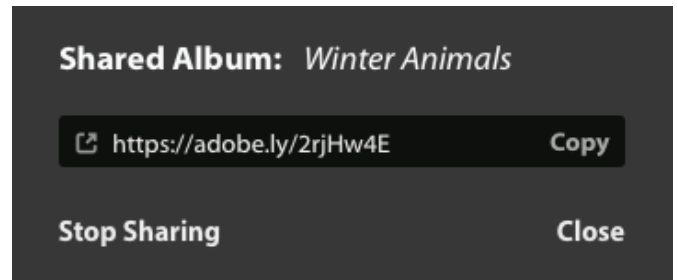 Shared Album: Winter Animals
https://adobe.ly/2rjHw4E Copy
Stop Sharing Close